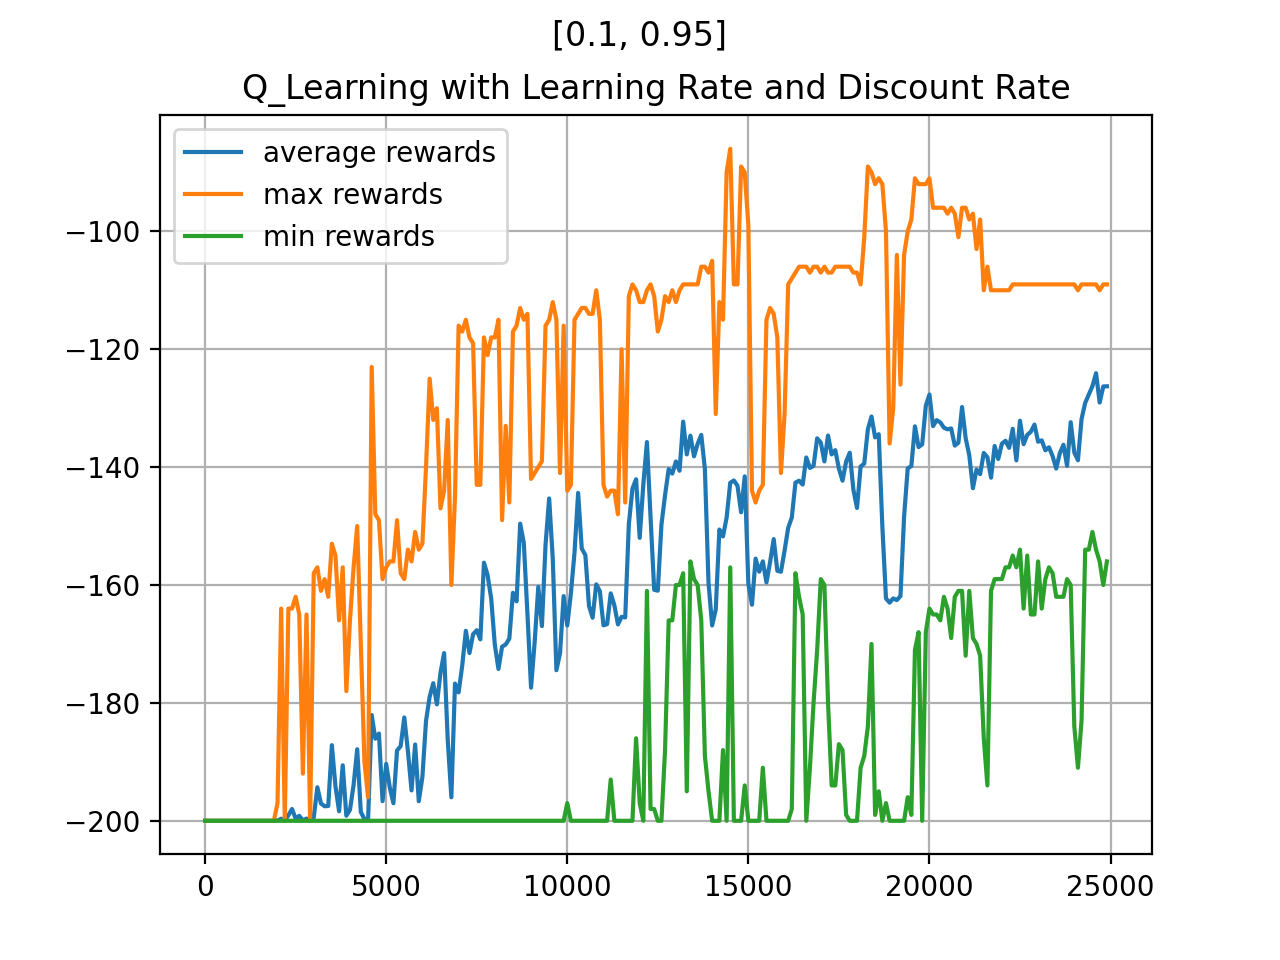 [0.1, 0.95]
Q_Learning with Learning Rate and Discount Rate
average rewards
max rewards
min rewards
−100
−120
−140
−160
−180
−200
0 5000 10000 15000 20000 25000